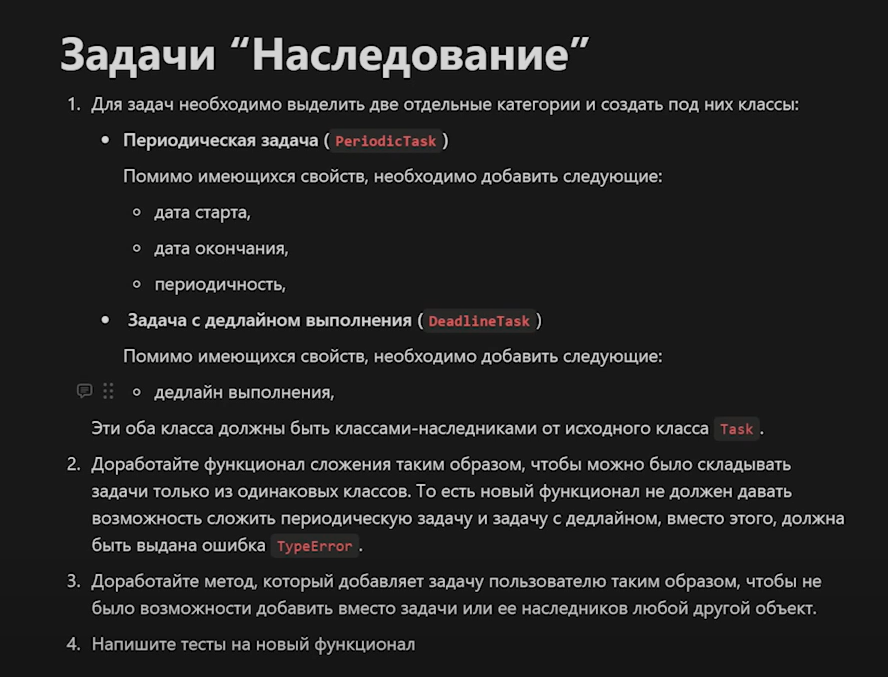 Задачи “Наследование”
1. Для задач необходимо выделить две отдельные категории и создать под них классы:
• Периодическая задача ( PeriodicTask )
Помимо имеющихся свойств, необходимо добавить следующие:
◦ дата старта,
◦ дата окончания,
◦ периодичность,
• Задача с дедлайном выполнения ( DeadlineTask )
Помимо имеющихся свойств, необходимо добавить следующие:
◦ дедлайн выполнения,
Эти оба класса должны быть классами-наследниками от исходного класса Task .
2. Доработайте функционал сложения таким образом, чтобы можно было складывать
задачи только из одинаковых классов. То есть новый функционал не должен давать
возможность сложить периодическую задачу и задачу с дедлайном, вместо этого, должна
быть выдана ошибка TypeError .
3. Доработайте метод, который добавляет задачу пользователю таким образом, чтобы не
было возможности добавить вместо задачи или ее наследников любой другой объект.
4. Напишите тесты на новый функционал